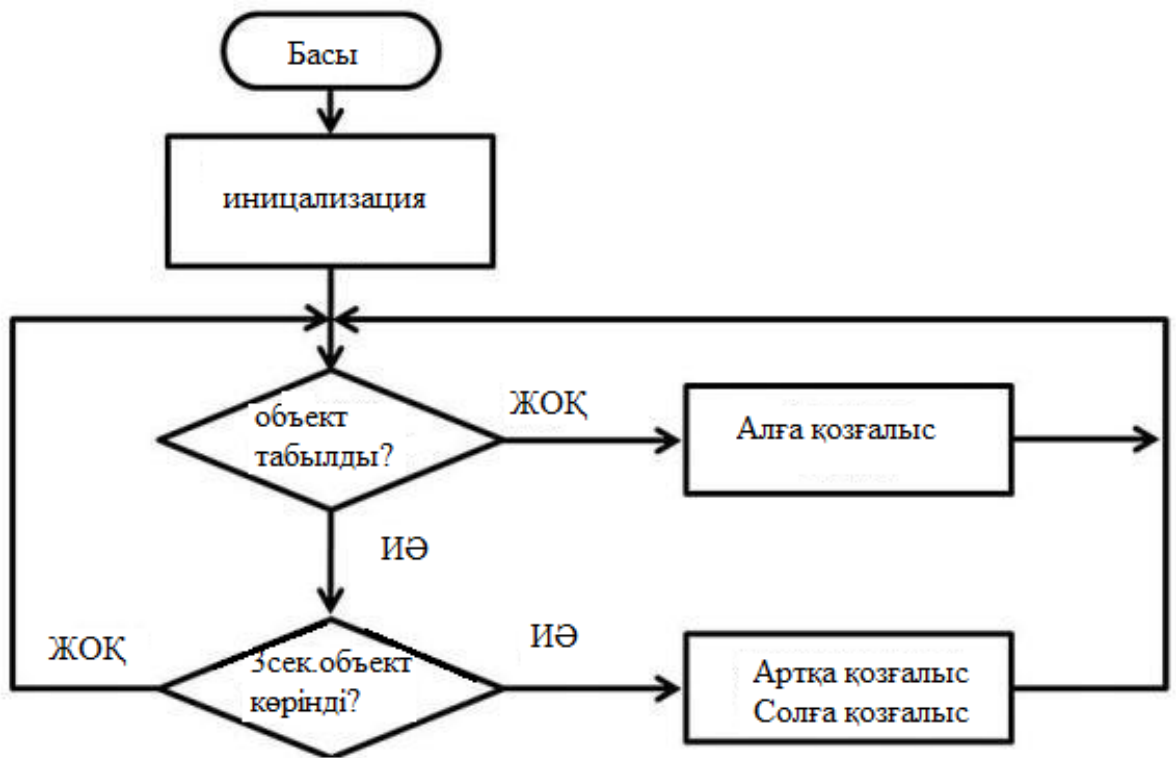 Басы
иницализация
объект
табылды?
ЖОҚ
Алға қозғалыс
ИӘ
ЖОҚ
3сек.объект
көрінді?
ИӘ
Артқа қозғалыс
Солға қозғалыс